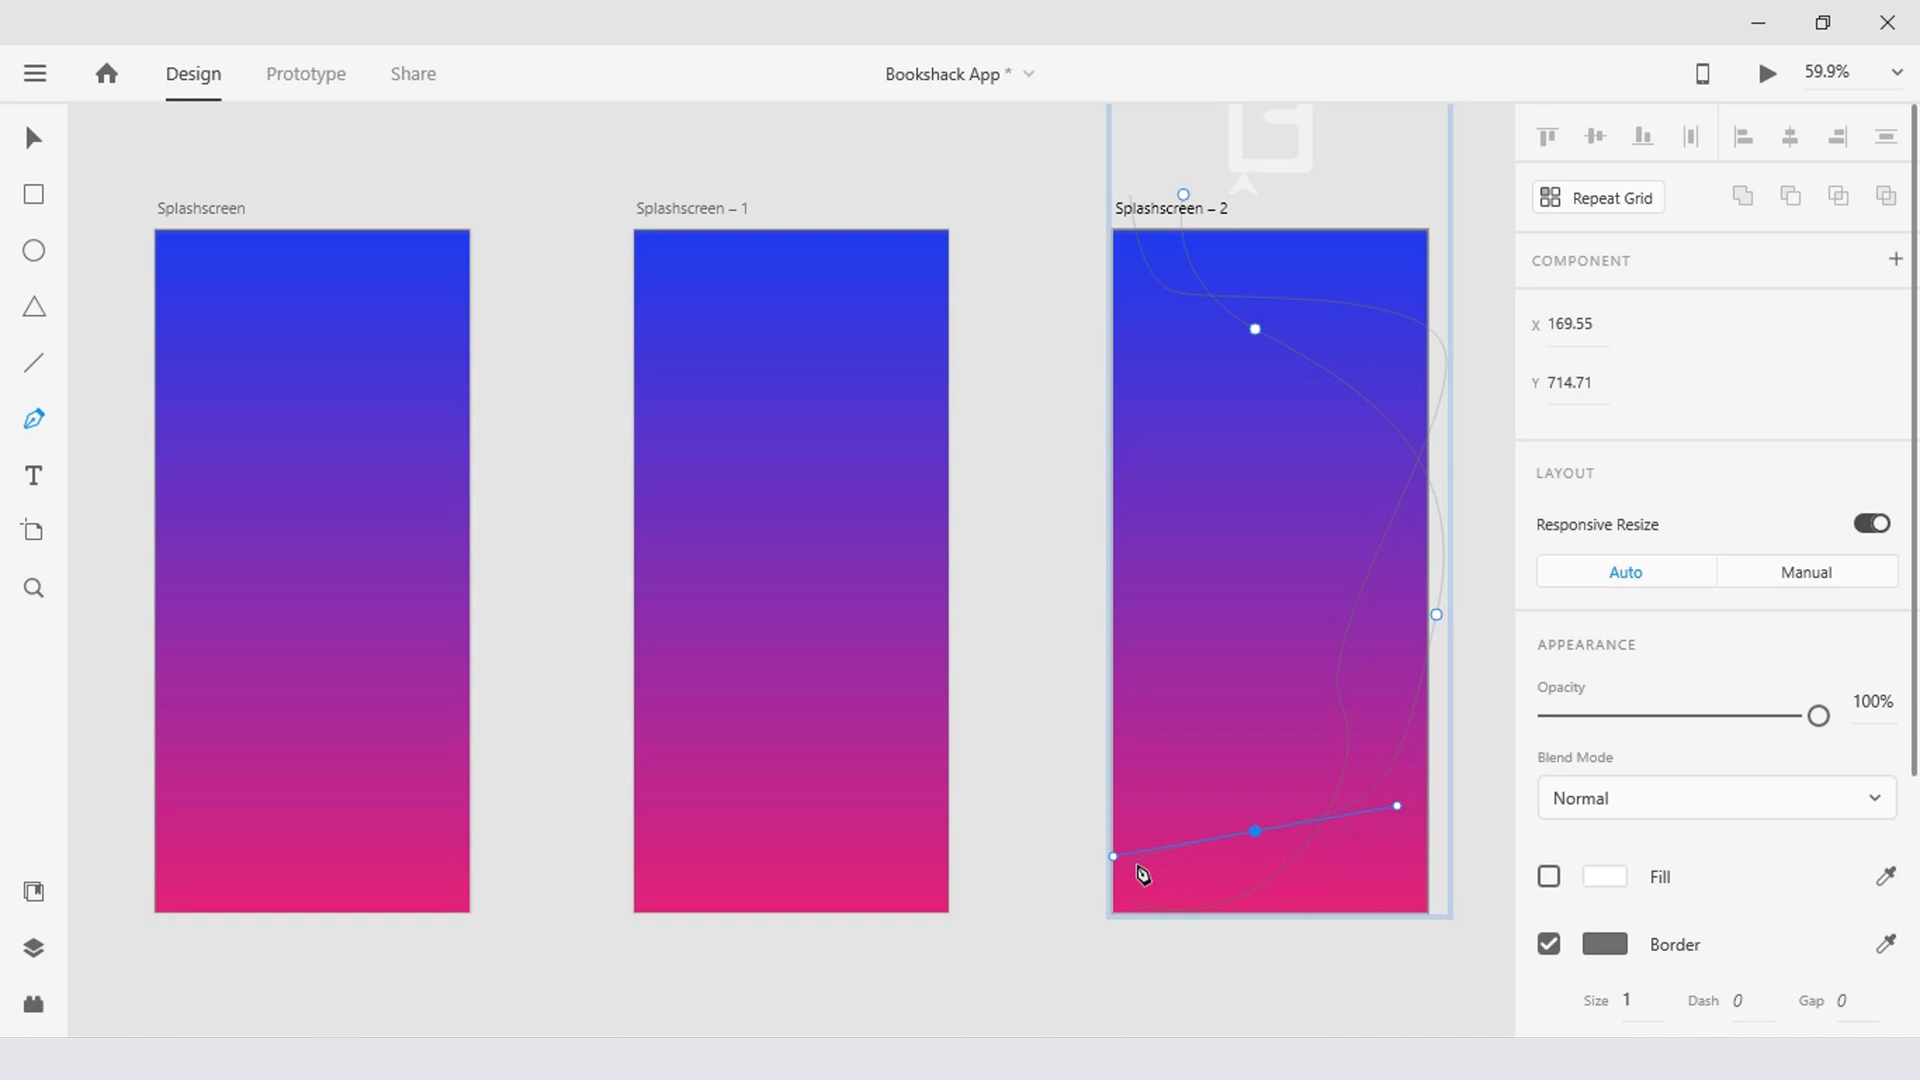 Design
Prototype
Share
Bookshack App *
59.9%
Splashscreen
Splashscreen – 1
Splashscreen – 2
Repeat Grid
COMPONENT
X 169.55
Y 714.71
LAYOUT
Responsive Resize
Auto
Manual
APPEARANCE
Opacity
100%
Blend Mode
Normal
Fill
Border
Size 1 Dash 0 Gap 0
T